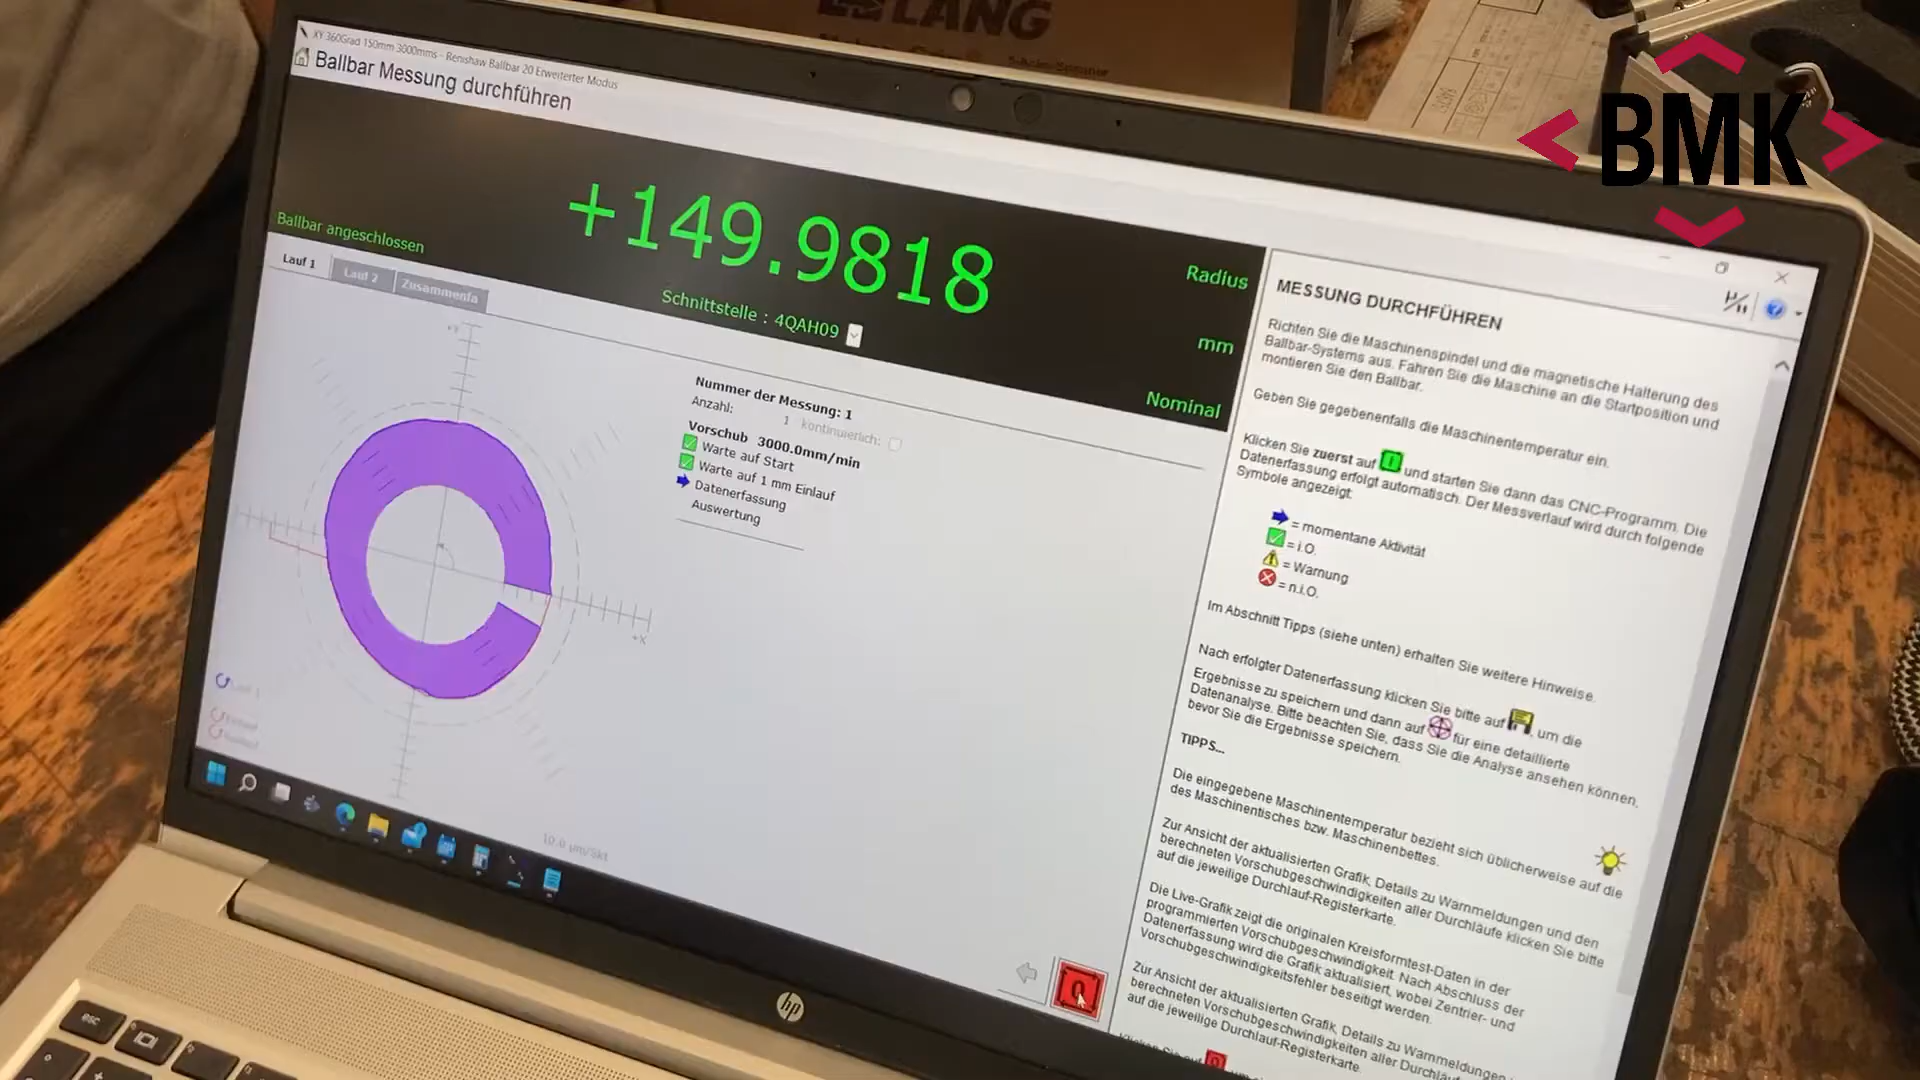 LANG
BMK
XY 360Grad 150mm 3000mms - Renishaw Ballbar 20 Erweiterter Modus
Ballbar Messung durchführen
+149.9818
Radius
mm
Nominal
Ballbar angeschlossen
Schnittstelle : 4QAH09
Lauf 1
Lauf 2
Zusammenfa
Nummer der Messung: 1
Anzahl: 1 kontinuierlich:
Vorschub 3000.0mm/min
Warte auf Start
Warte auf 1 mm Einlauf
Datenerfassung
Auswertung
+Y
+X
10.0 um/Skt
MESSUNG DURCHFÜHREN
Richten Sie die Maschinenspindel und die magnetische Halterung des
Ballbar-Systems aus. Fahren Sie die Maschine an die Startposition und
montieren Sie den Ballbar.
Geben Sie gegebenenfalls die Maschinentemperatur ein.
Klicken Sie zuerst auf und starten Sie dann das CNC-Programm. Die
Datenerfassung erfolgt automatisch. Der Messverlauf wird durch folgende
Symbole angezeigt:
= momentane Aktivität
= i.O.
= Warnung
= n.i.O.
Im Abschnitt Tipps (siehe unten) erhalten Sie weitere Hinweise.
Nach erfolgter Datenerfassung klicken Sie bitte auf , um die
Ergebnisse zu speichern und dann auf für eine detaillierte
Datenanalyse. Bitte beachten Sie, dass Sie die Analyse ansehen können,
bevor Sie die Ergebnisse speichern.
TIPPS...
Die eingegebene Maschinentemperatur bezieht sich üblicherweise auf die
des Maschinentisches bzw. Maschinenbettes.
Zur Ansicht der aktualisierten Grafik, Details zu Warnmeldungen und den
berechneten Vorschubgeschwindigkeiten aller Durchläufe klicken Sie bitte
auf die jeweilige Durchlauf-Registerkarte.
Die Live-Grafik zeigt die originalen Kreisformtest-Daten in der
programmierten Vorschubgeschwindigkeit. Nach Abschluss der
Datenerfassung wird die Grafik aktualisiert, wobei Zentrier- und
Vorschubgeschwindigkeitsfehler beseitigt werden.
Zur Ansicht der aktualisierten Grafik, Details zu Warnmeldungen
berechneten Vorschubgeschwindigkeiten aller Durchläufe
auf die jeweilige Durchlauf-Registerkarte.
hp
esc